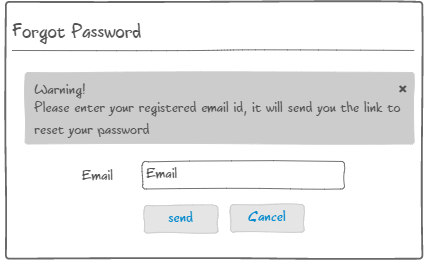 Forgot Password
Warning!
Please enter your registered email id, it will send you the link to
reset your password
Email Email
send Cancel